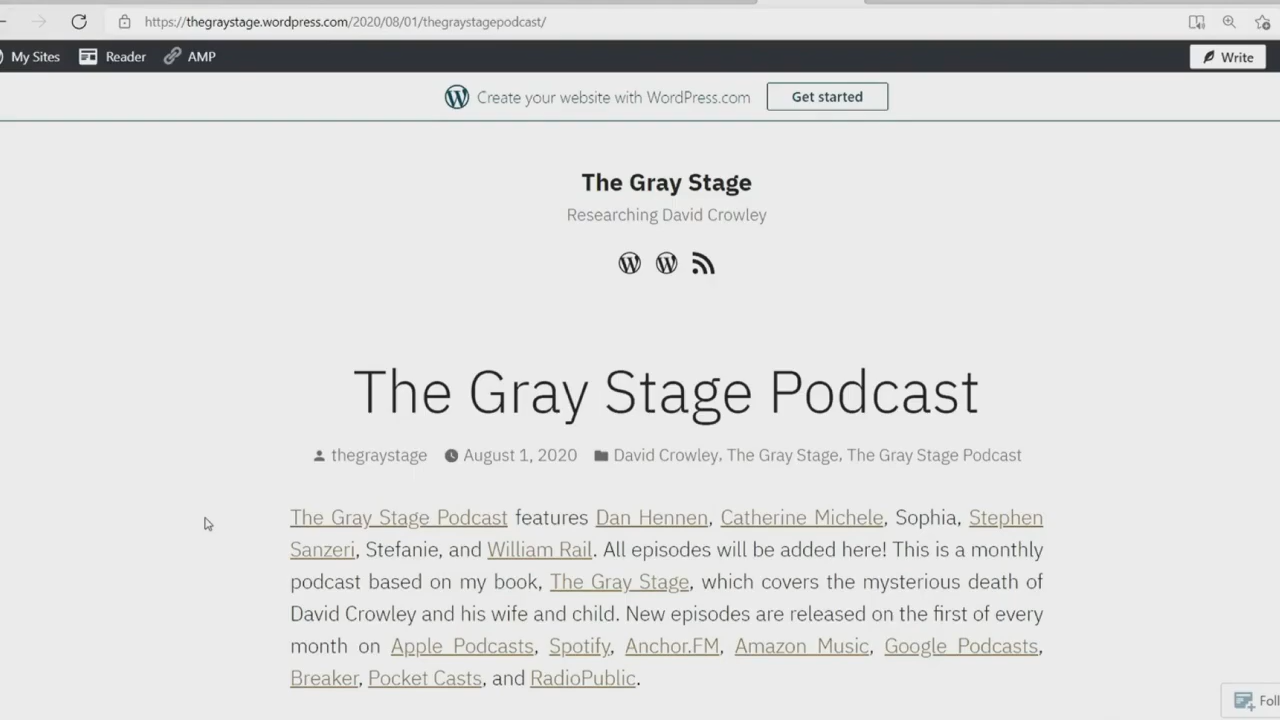 https://thegraystage.wordpress.com/2020/08/01/thegraystagepodcast/
My Sites Reader AMP Write
Create your website with WordPress.com Get started
The Gray Stage
Researching David Crowley
The Gray Stage Podcast
thegraystage August 1, 2020 David Crowley, The Gray Stage, The Gray Stage Podcast
The Gray Stage Podcast features Dan Hennen, Catherine Michele, Sophia, Stephen
Sanzeri, Stefanie, and William Rail. All episodes will be added here! This is a monthly
podcast based on my book, The Gray Stage, which covers the mysterious death of
David Crowley and his wife and child. New episodes are released on the first of every
month on Apple Podcasts, Spotify, Anchor.FM, Amazon Music, Google Podcasts,
Breaker, Pocket Casts, and RadioPublic.
Foll